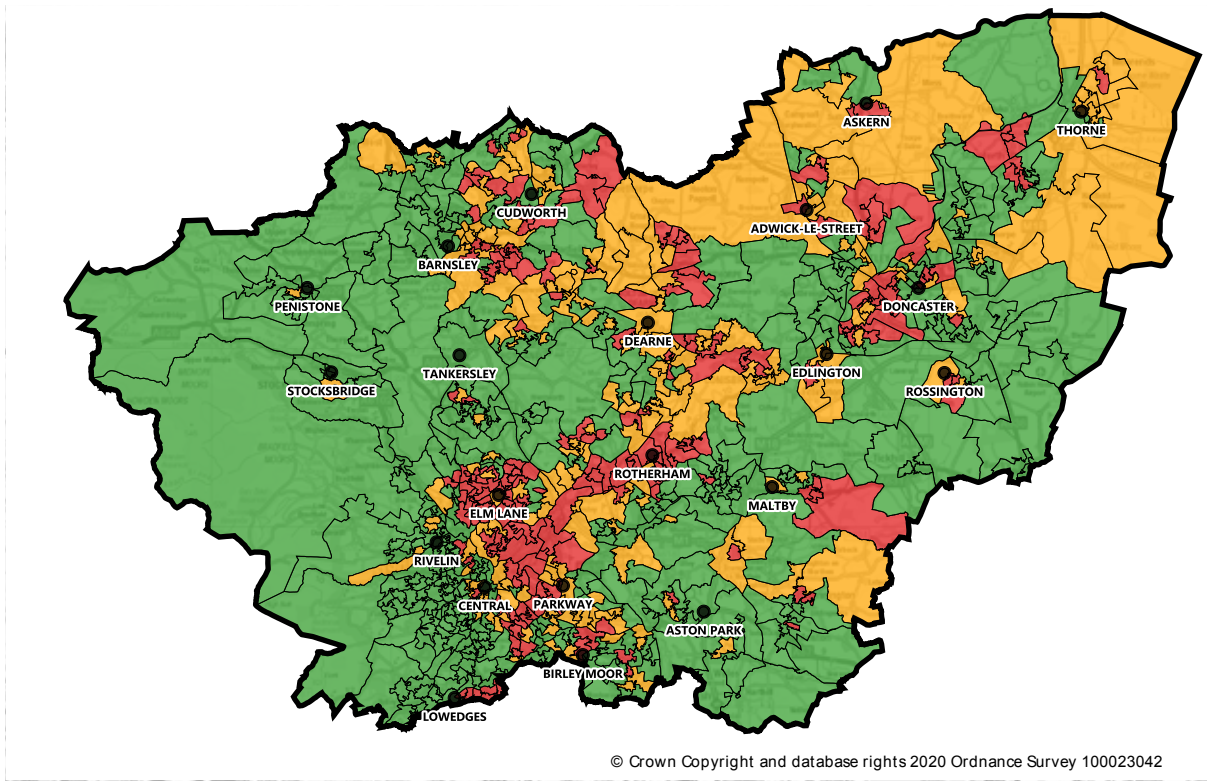 ASKERN
THORNE
CUDWORTH
ADWICK-LE-STREET
BARNSLEY
PENISTONE
DONCASTER
DEARNE
TANKERSLEY
EDLINGTON
STOCKSBRIDGE
ROSSINGTON
ROTHERHAM
MALTBY
ELM LANE
RIVELIN
CENTRAL
PARKWAY
ASTON PARK
BIRLEY MOOR
LOWEDGES
© Crown Copyright and database rights 2020 Ordnance Survey 100023042